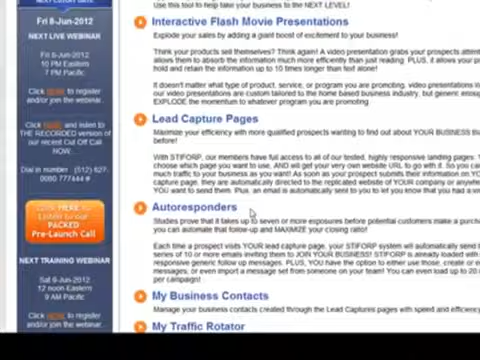 Fri 8-Jun-2012
NEXT LIVE WEBINAR
Fri 8-Jun-2012
10 PM Eastern
7 PM Pacific
Click HERE to register
and/or join the webinar.
Click HERE and listen to
THE RECORDED version of
our recent Cut Off Call
NOW...
Dial in number (512) 827-
0000 777444 #
CLICK HERE to
Listen Group
PACKED
Pre-Launch Call
NEXT TRAINING WEBINAR
Sat 9-Jun-2012
12 noon-Eastern
9 AM Pacific
Click HERE to register
and/or join the webinar.
Use this tool to help take your business to the NEXT LEVEL!
Interactive Flash Movie Presentations
Explode your sales by adding a giant boost of excitement to your business!
Think your products sell themselves? Think again! A video presentation grabs your prospects atten
allows them to absorb the information much more efficiently than just reading. PLUS, it allows your p
hold and retain the information up to 10 times longer than text alone!
It doesn't matter what type of product, service, or program you are promoting, video presentations
our video presentations are custom tailored to the home based business industry, but generic enoug
EXPLODE the momentum to whatever program you are promoting.
Lead Capture Pages
Maximize your efficiency with more qualified prospects wanting to find out about YOUR BUSINESS
before!
With STIFORP, our members have full access to all of our tested, highly responsive landing pages.
choose which page you want to use, AND will get your very own website URL to go with it. So you can
much traffic to your business as you want! As soon as your prospect submits their information on
capture page, they are automatically directed to the replicated website of YOUR company or anywhere
YOU want to send them. Plus, an email is automatically sent to you to let you know that you have a
Autoresponders
Studies prove that it takes up to seven or more exposures before potential customers make a purcha
you can automate that follow-up and MAXIMIZE your closing ratio!
Each time a prospect visits YOUR lead capture page, your STIFORP system will automatically send
series of 10 or more emails inviting them to JOIN YOUR BUSINESS! STIFORP is already loaded with
responsive generic follow up messages. PLUS, YOU have the option to either use those, create or e
messages, or even import a message set from someone on your team! You can even load up to 20
per campaign!
My Business Contacts
Manage your business contacts created through the Lead Captures pages with speed and efficiency
My Traffic Rotator